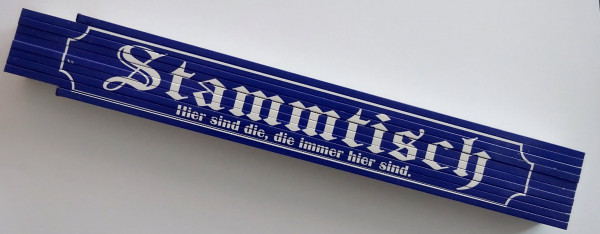 Stammtisch
Hier sind die, die immer hier sind.